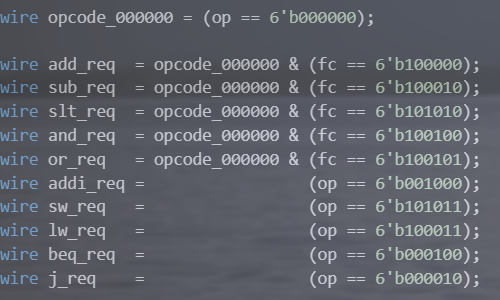 wire opcode_000000 = (op == 6'b000000);

wire add_req  = opcode_000000 & (fc == 6'b100000);
wire sub_req  = opcode_000000 & (fc == 6'b100010);
wire slt_req  = opcode_000000 & (fc == 6'b101010);
wire and_req  = opcode_000000 & (fc == 6'b100100);
wire or_req   = opcode_000000 & (fc == 6'b100101);
wire addi_req =                 (op == 6'b001000);
wire sw_req   =                 (op == 6'b101011);
wire lw_req   =                 (op == 6'b100011);
wire beq_req  =                 (op == 6'b000100);
wire j_req    =                 (op == 6'b000010);